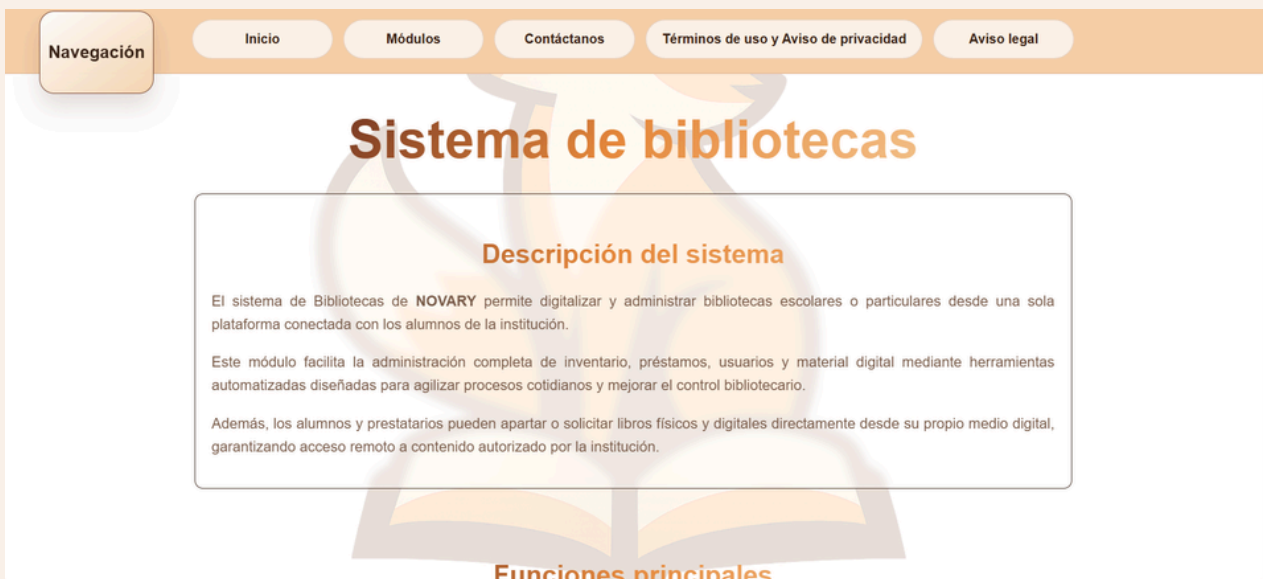 Navegación
Inicio
Módulos
Contáctanos
Términos de uso y Aviso de privacidad
Aviso legal
Sistema de bibliotecas
Descripción del sistema
El sistema de Bibliotecas de NOVARY permite digitalizar y administrar bibliotecas escolares o particulares desde una sola
plataforma conectada con los alumnos de la institución.
Este módulo facilita la administración completa de inventario, préstamos, usuarios y material digital mediante herramientas
automatizadas diseñadas para agilizar procesos cotidianos y mejorar el control bibliotecario.
Además, los alumnos y prestatarios pueden apartar o solicitar libros físicos y digitales directamente desde su propio medio digital,
garantizando acceso remoto a contenido autorizado por la institución.
Funciones principales